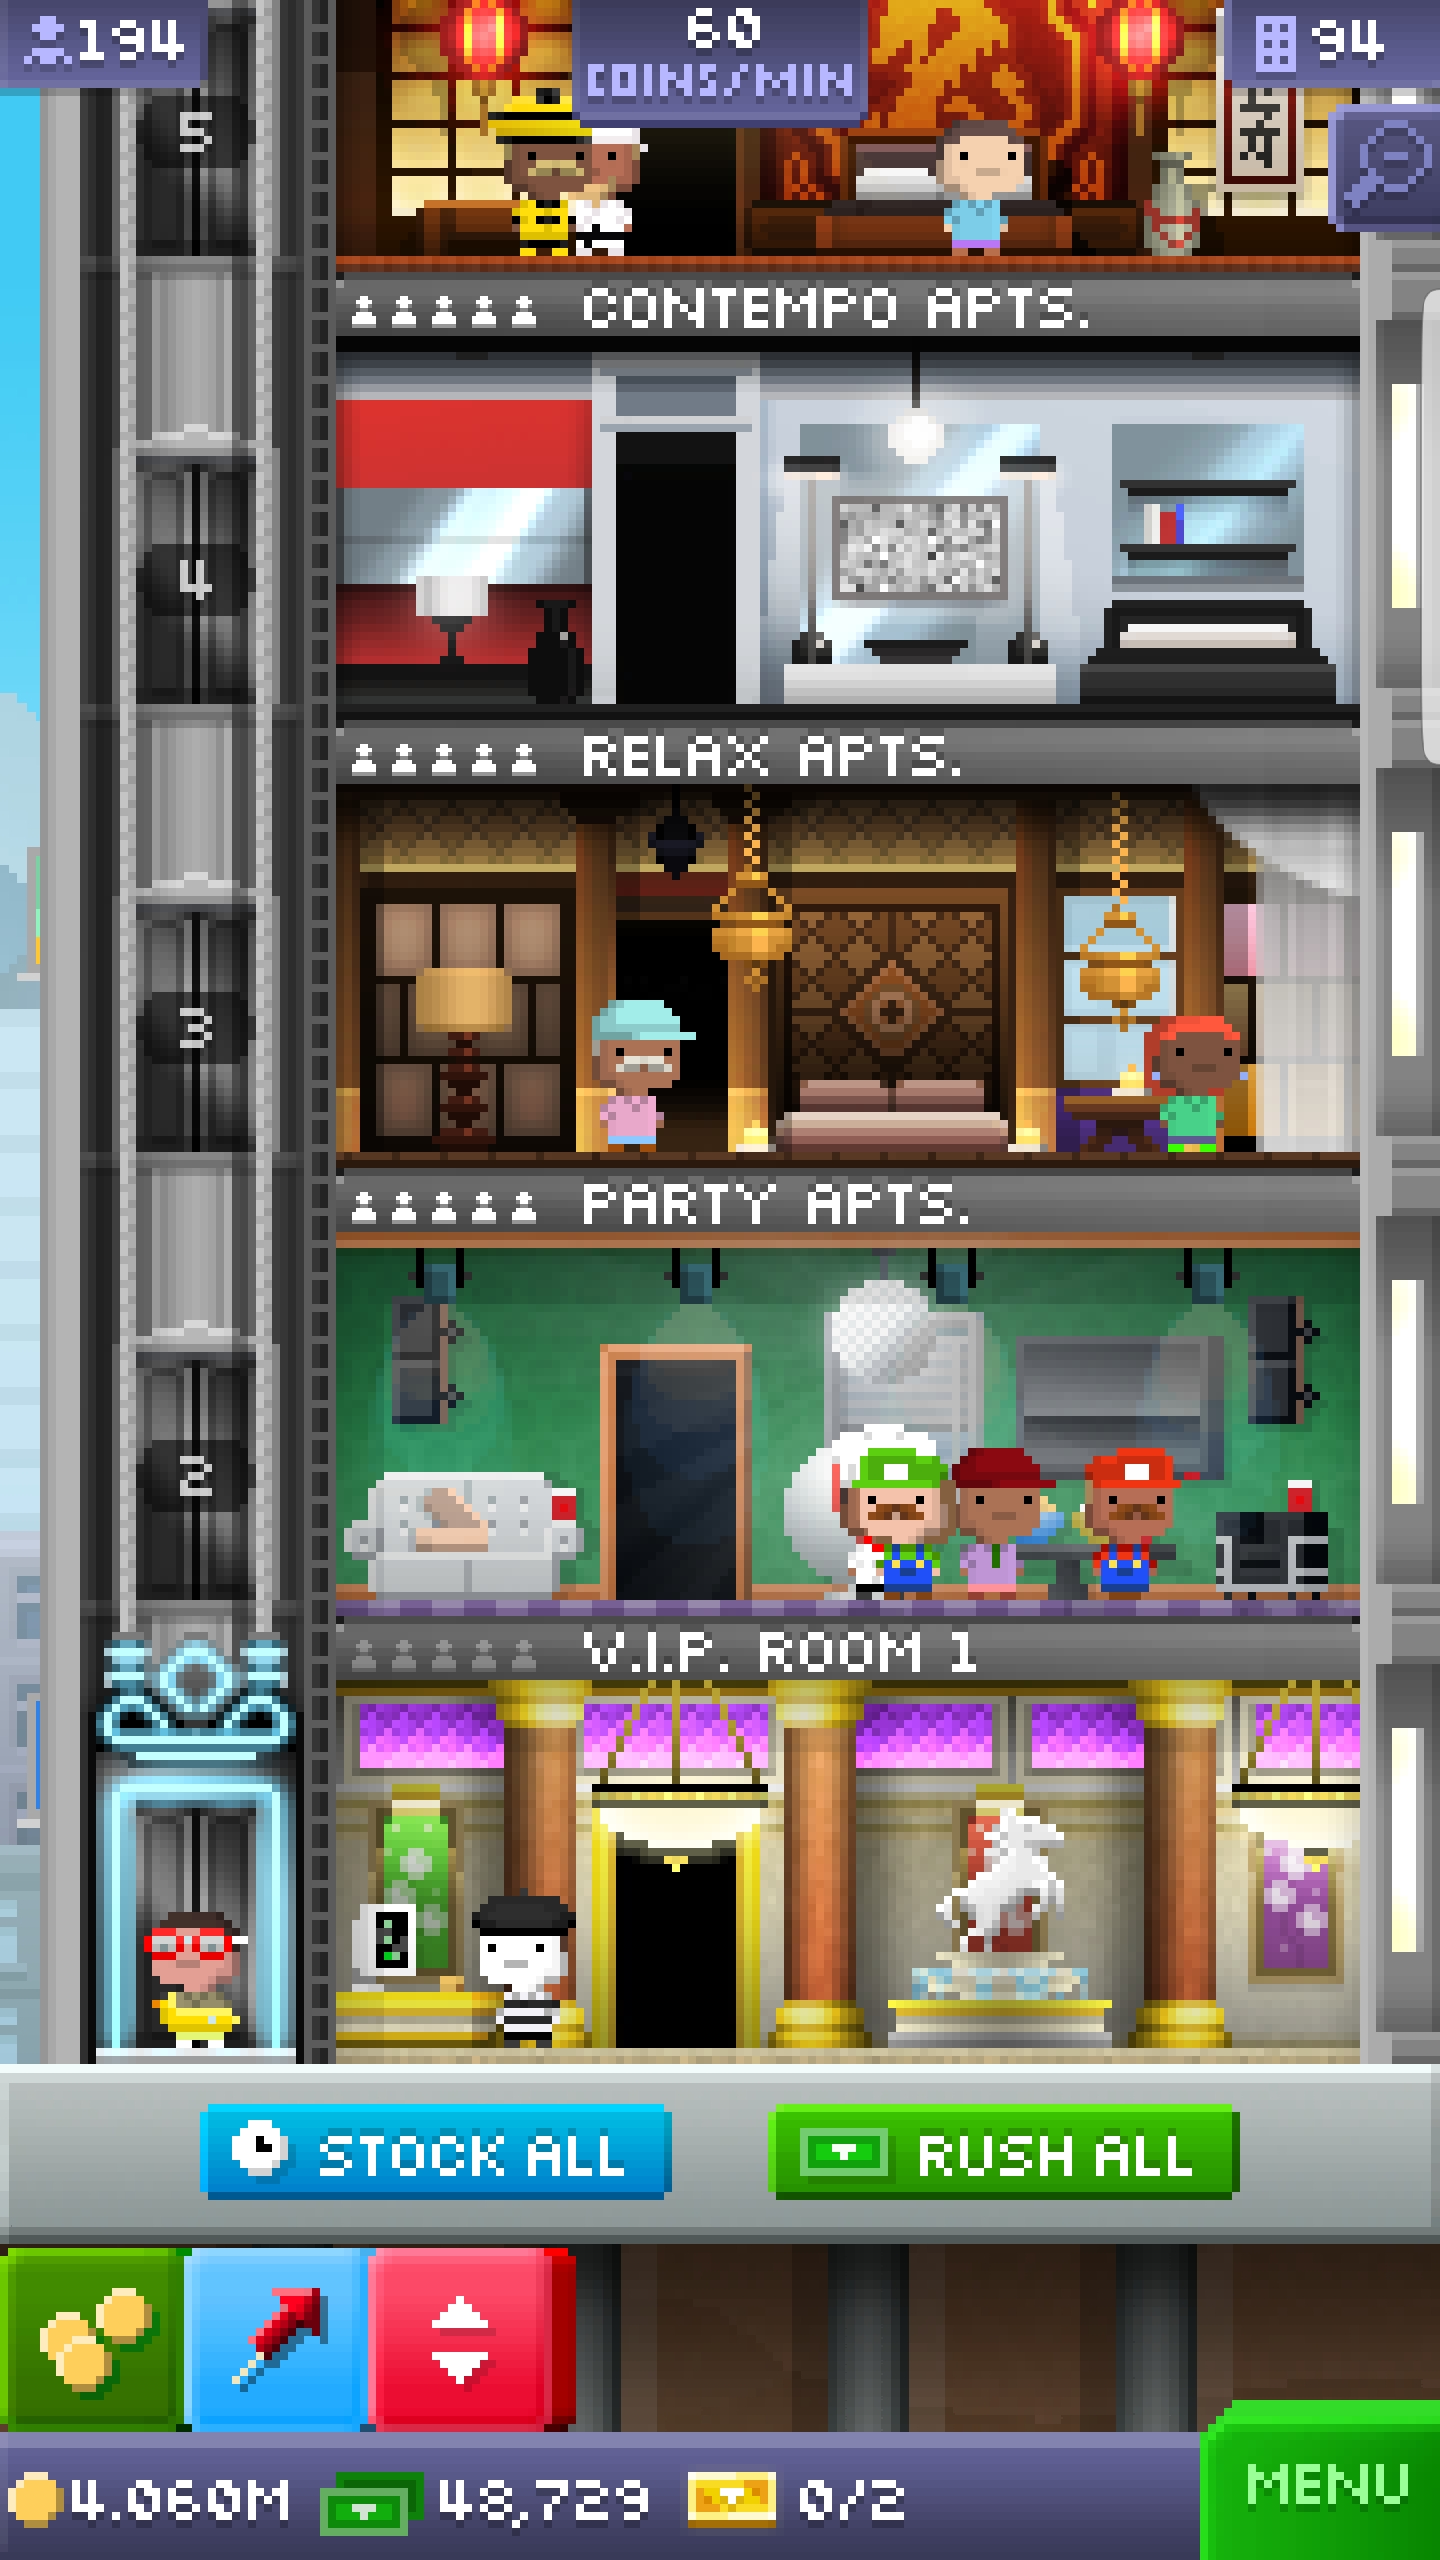 194
60
COINS/MIN
94
5
CONTEMPO APTS.
4
RELAX APTS.
3
PARTY APTS.
2
V.I.P. ROOM 1
STOCK ALL
RUSH ALL
4.060M
48,729
0/2
MENU